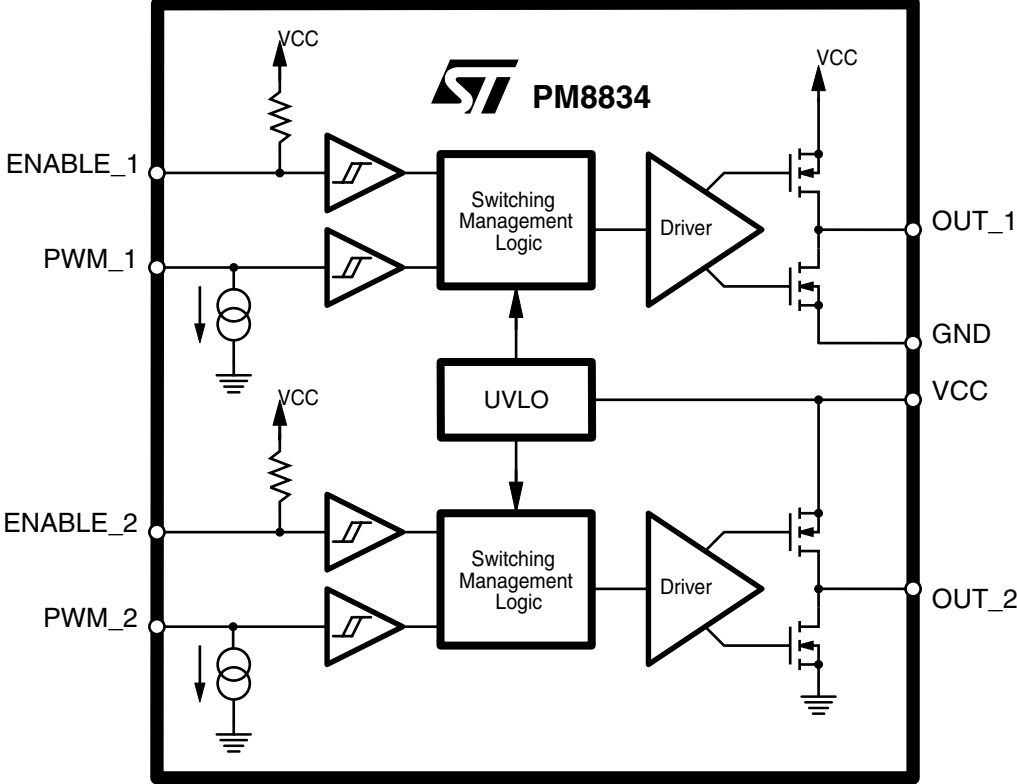 VCC
VCC
ST PM8834
ENABLE_1
Switching
Management
Logic
Driver
OUT_1
PWM_1
GND
VCC
UVLO
VCC
ENABLE_2
Switching
Management
Logic
Driver
OUT_2
PWM_2